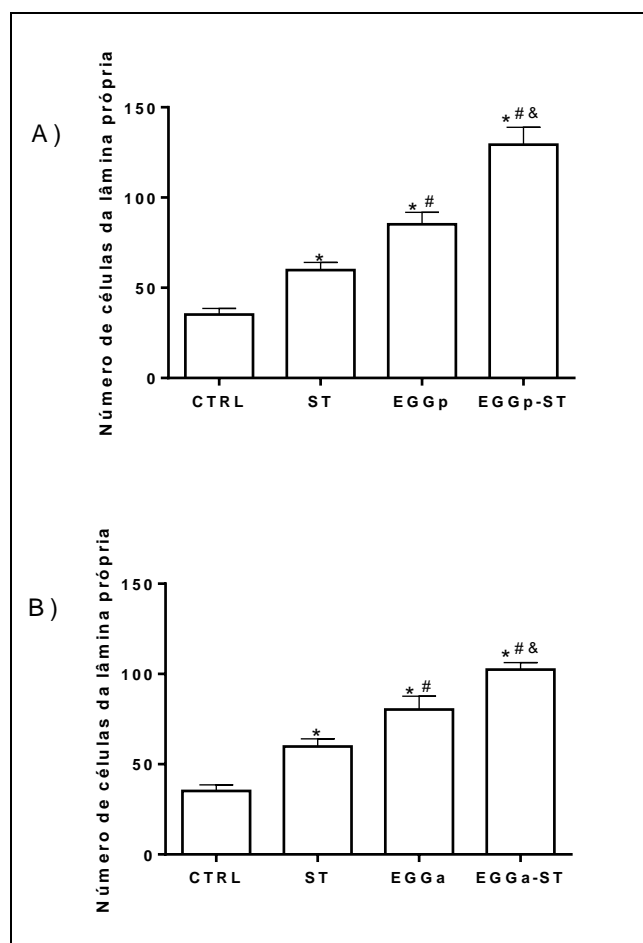 A)
Número de células da lâmina própria
150
100
50
0
*
* #
* # &
CTRL ST EGGp EGGp-ST
B)
Número de células da lâmina própria
150
100
50
0
*
* #
* # &
CTRL ST EGGa EGGa-ST